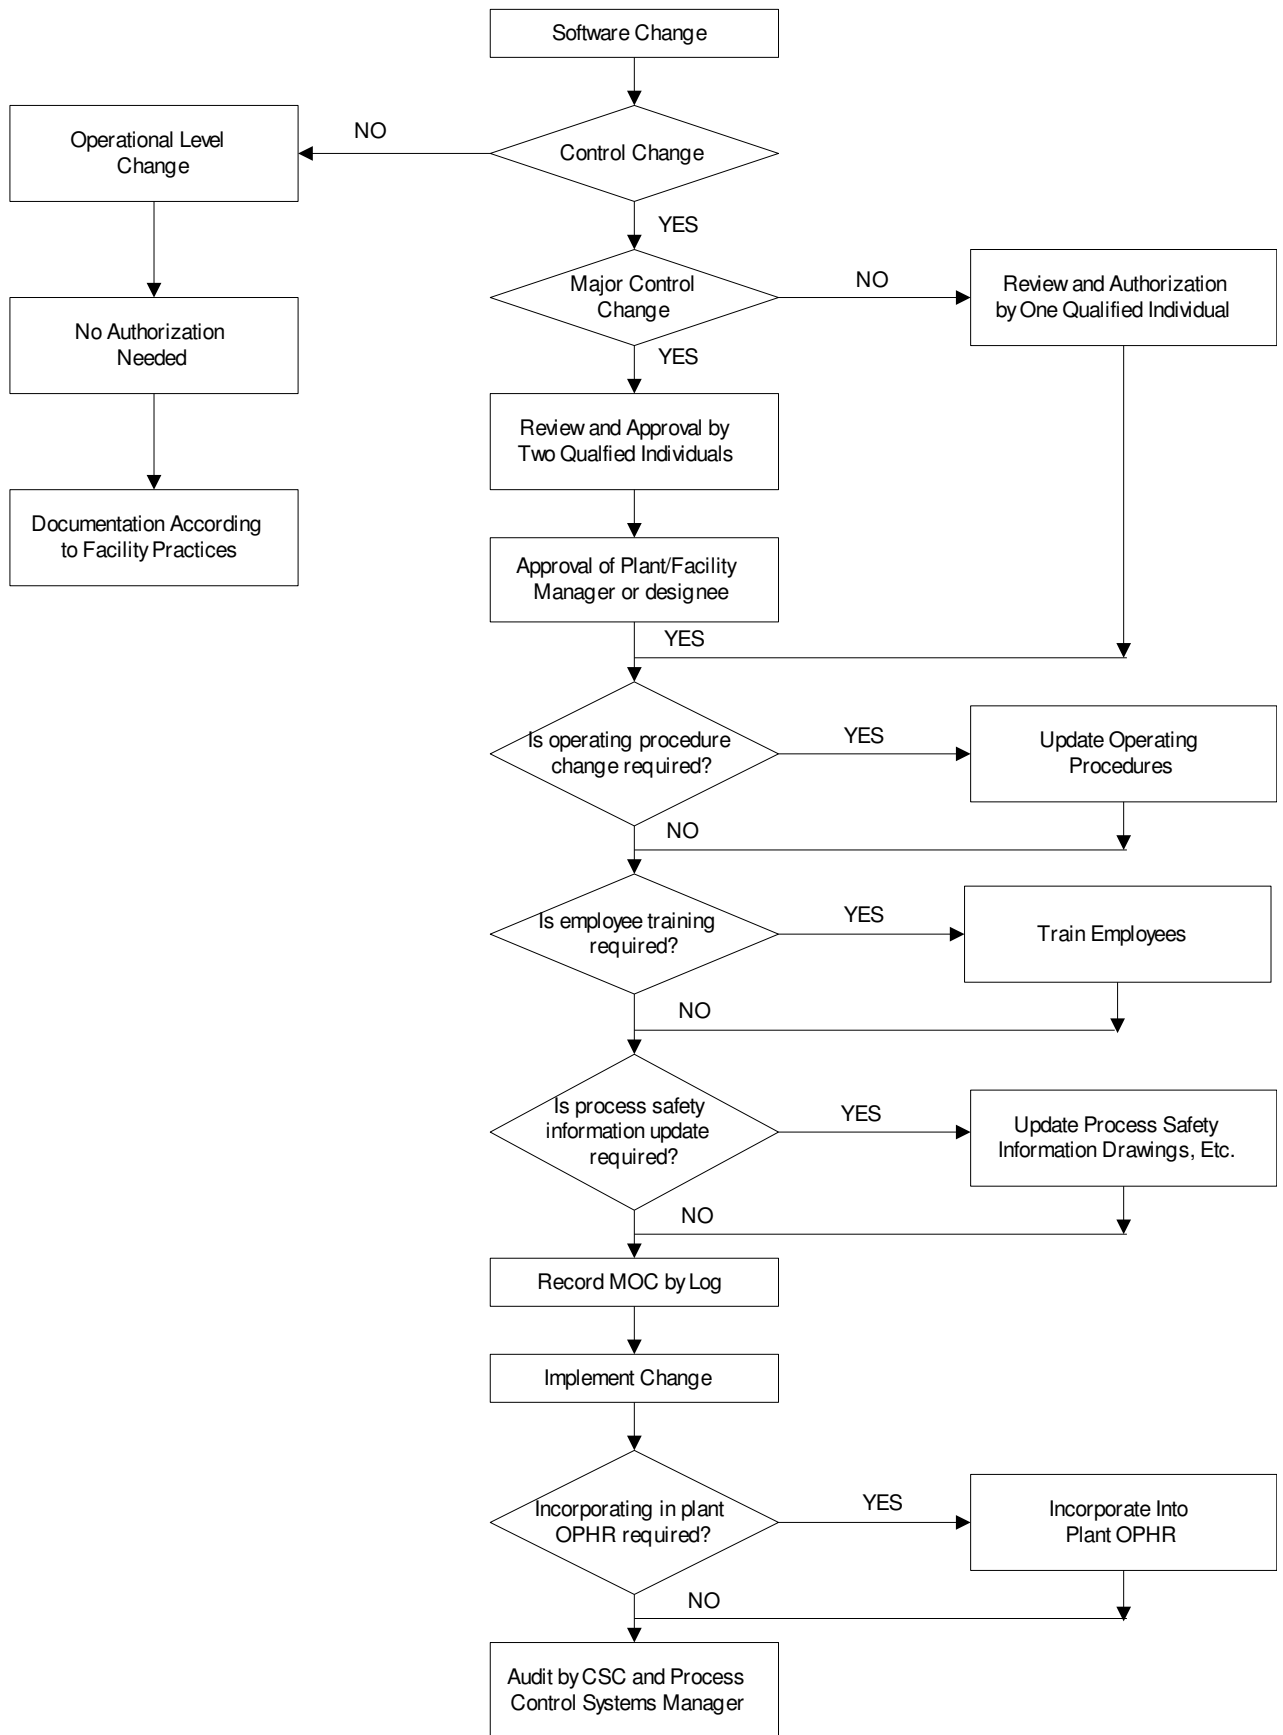 Software Change
Operational Level
Change
NO
Control Change
YES
Major Control
Change
NO
Review and Authorization
by One Qualified Individual
No Authorization
Needed
YES
Review and Approval by
Two Qualfied Individuals
Documentation According
to Facility Practices
Approval of Plant/Facility
Manager or designee
YES
Is operating procedure
change required?
YES
Update Operating
Procedures
NO
Is employee training
required?
YES
Train Employees
NO
Is process safety
information update
required?
YES
Update Process Safety
Information Drawings, Etc.
NO
Record MOC by Log
Implement Change
Incorporating in plant
OPHR required?
YES
Incorporate Into
Plant OPHR
NO
Audit by CSC and Process
Control Systems Manager